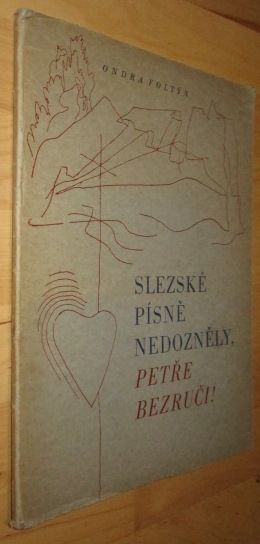 ONDRA FOLTÝN
SLEZSKÉ
PÍSNĚ
NEDOZNĚLY,
PETŘE
BEZRUČI!